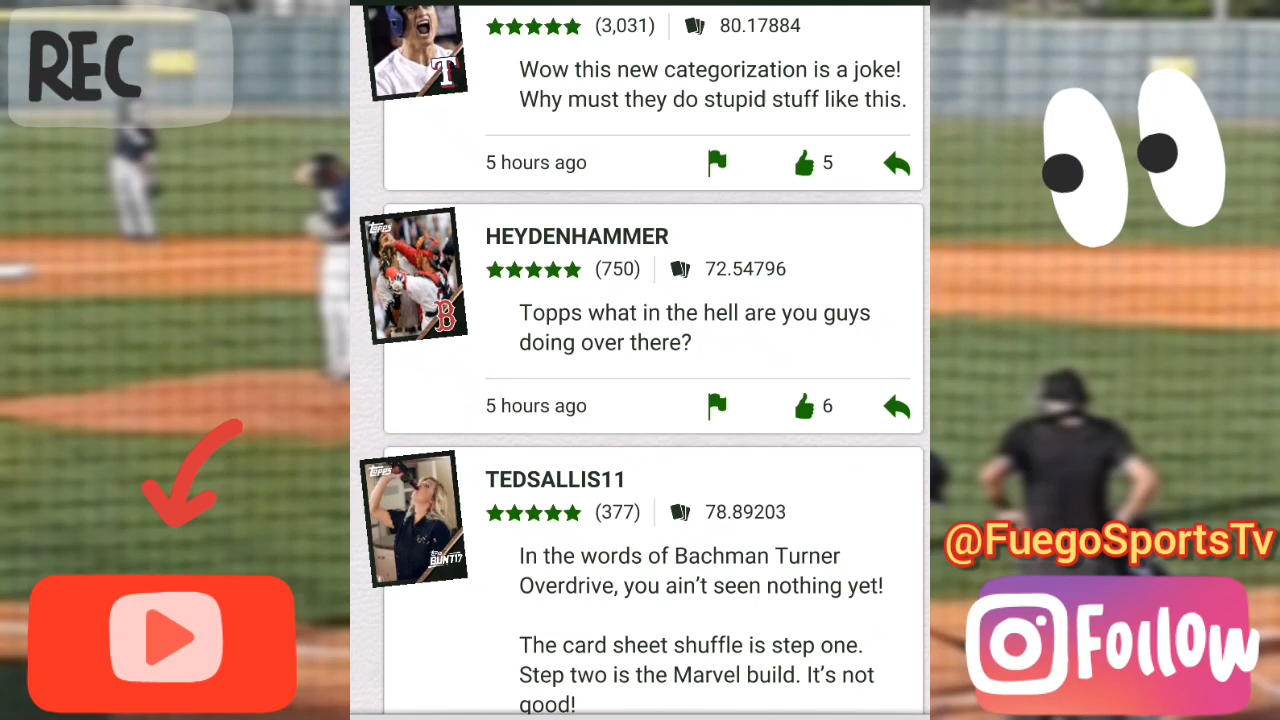 REC
(3,031) 80.17884
T
Wow this new categorization is a joke!
Why must they do stupid stuff like this.
5 hours ago 5
topps
HEYDENHAMMER
(750) 72.54796
B
Topps what in the hell are you guys
doing over there?
5 hours ago 6
topps
TEDSALLIS11
(377) 78.89203
BUNT17
In the words of Bachman Turner
Overdrive, you ain’t seen nothing yet!
@FuegoSportsTv
The card sheet shuffle is step one.
Step two is the Marvel build. It’s not
good!
Follow